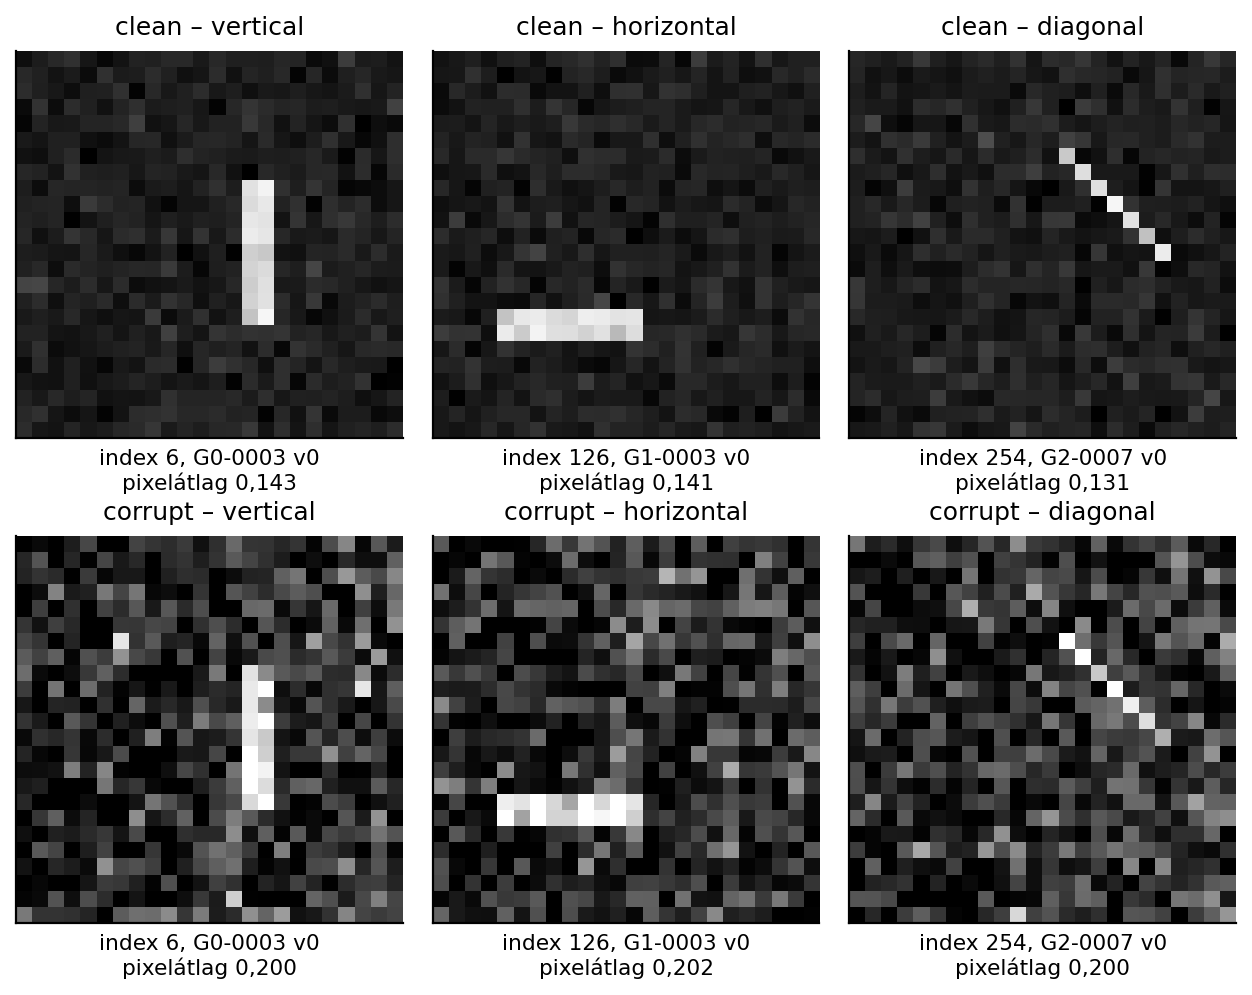 clean – vertical
clean – horizontal
clean – diagonal
index 6, G0-0003 v0
pixelátlag 0,143
index 126, G1-0003 v0
pixelátlag 0,141
index 254, G2-0007 v0
pixelátlag 0,131
corrupt – vertical
corrupt – horizontal
corrupt – diagonal
index 6, G0-0003 v0
pixelátlag 0,200
index 126, G1-0003 v0
pixelátlag 0,202
index 254, G2-0007 v0
pixelátlag 0,200